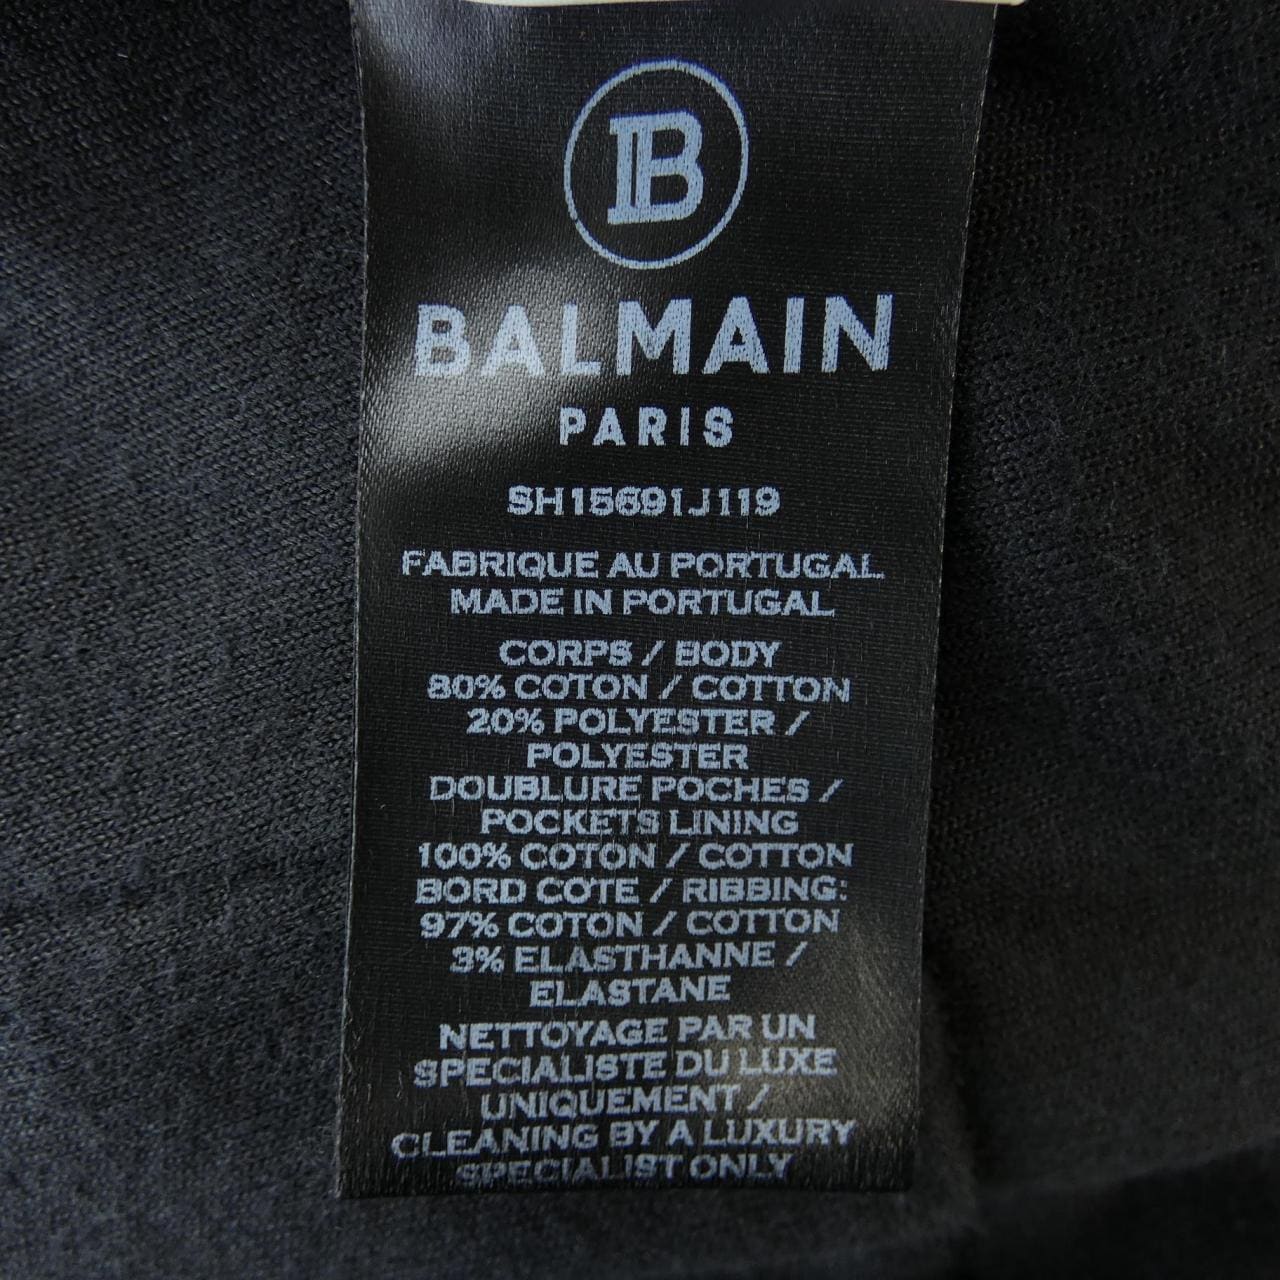 B
BALMAIN
PARIS
SH15691J119
FABRIQUE AU PORTUGAL
MADE IN PORTUGAL
CORPS / BODY
80% COTON / COTTON
20% POLYESTER /
POLYESTER
DOUBLURE POCHES /
POCKETS LINING
100% COTON / COTTON
BORD COTE / RIBBING:
97% COTON / COTTON
3% ELASTHANNE /
ELASTANE
NETTOYAGE PAR UN
SPECIALISTE DU LUXE
UNIQUEMENT /
CLEANING BY A LUXURY
SPECIALIST ONLY